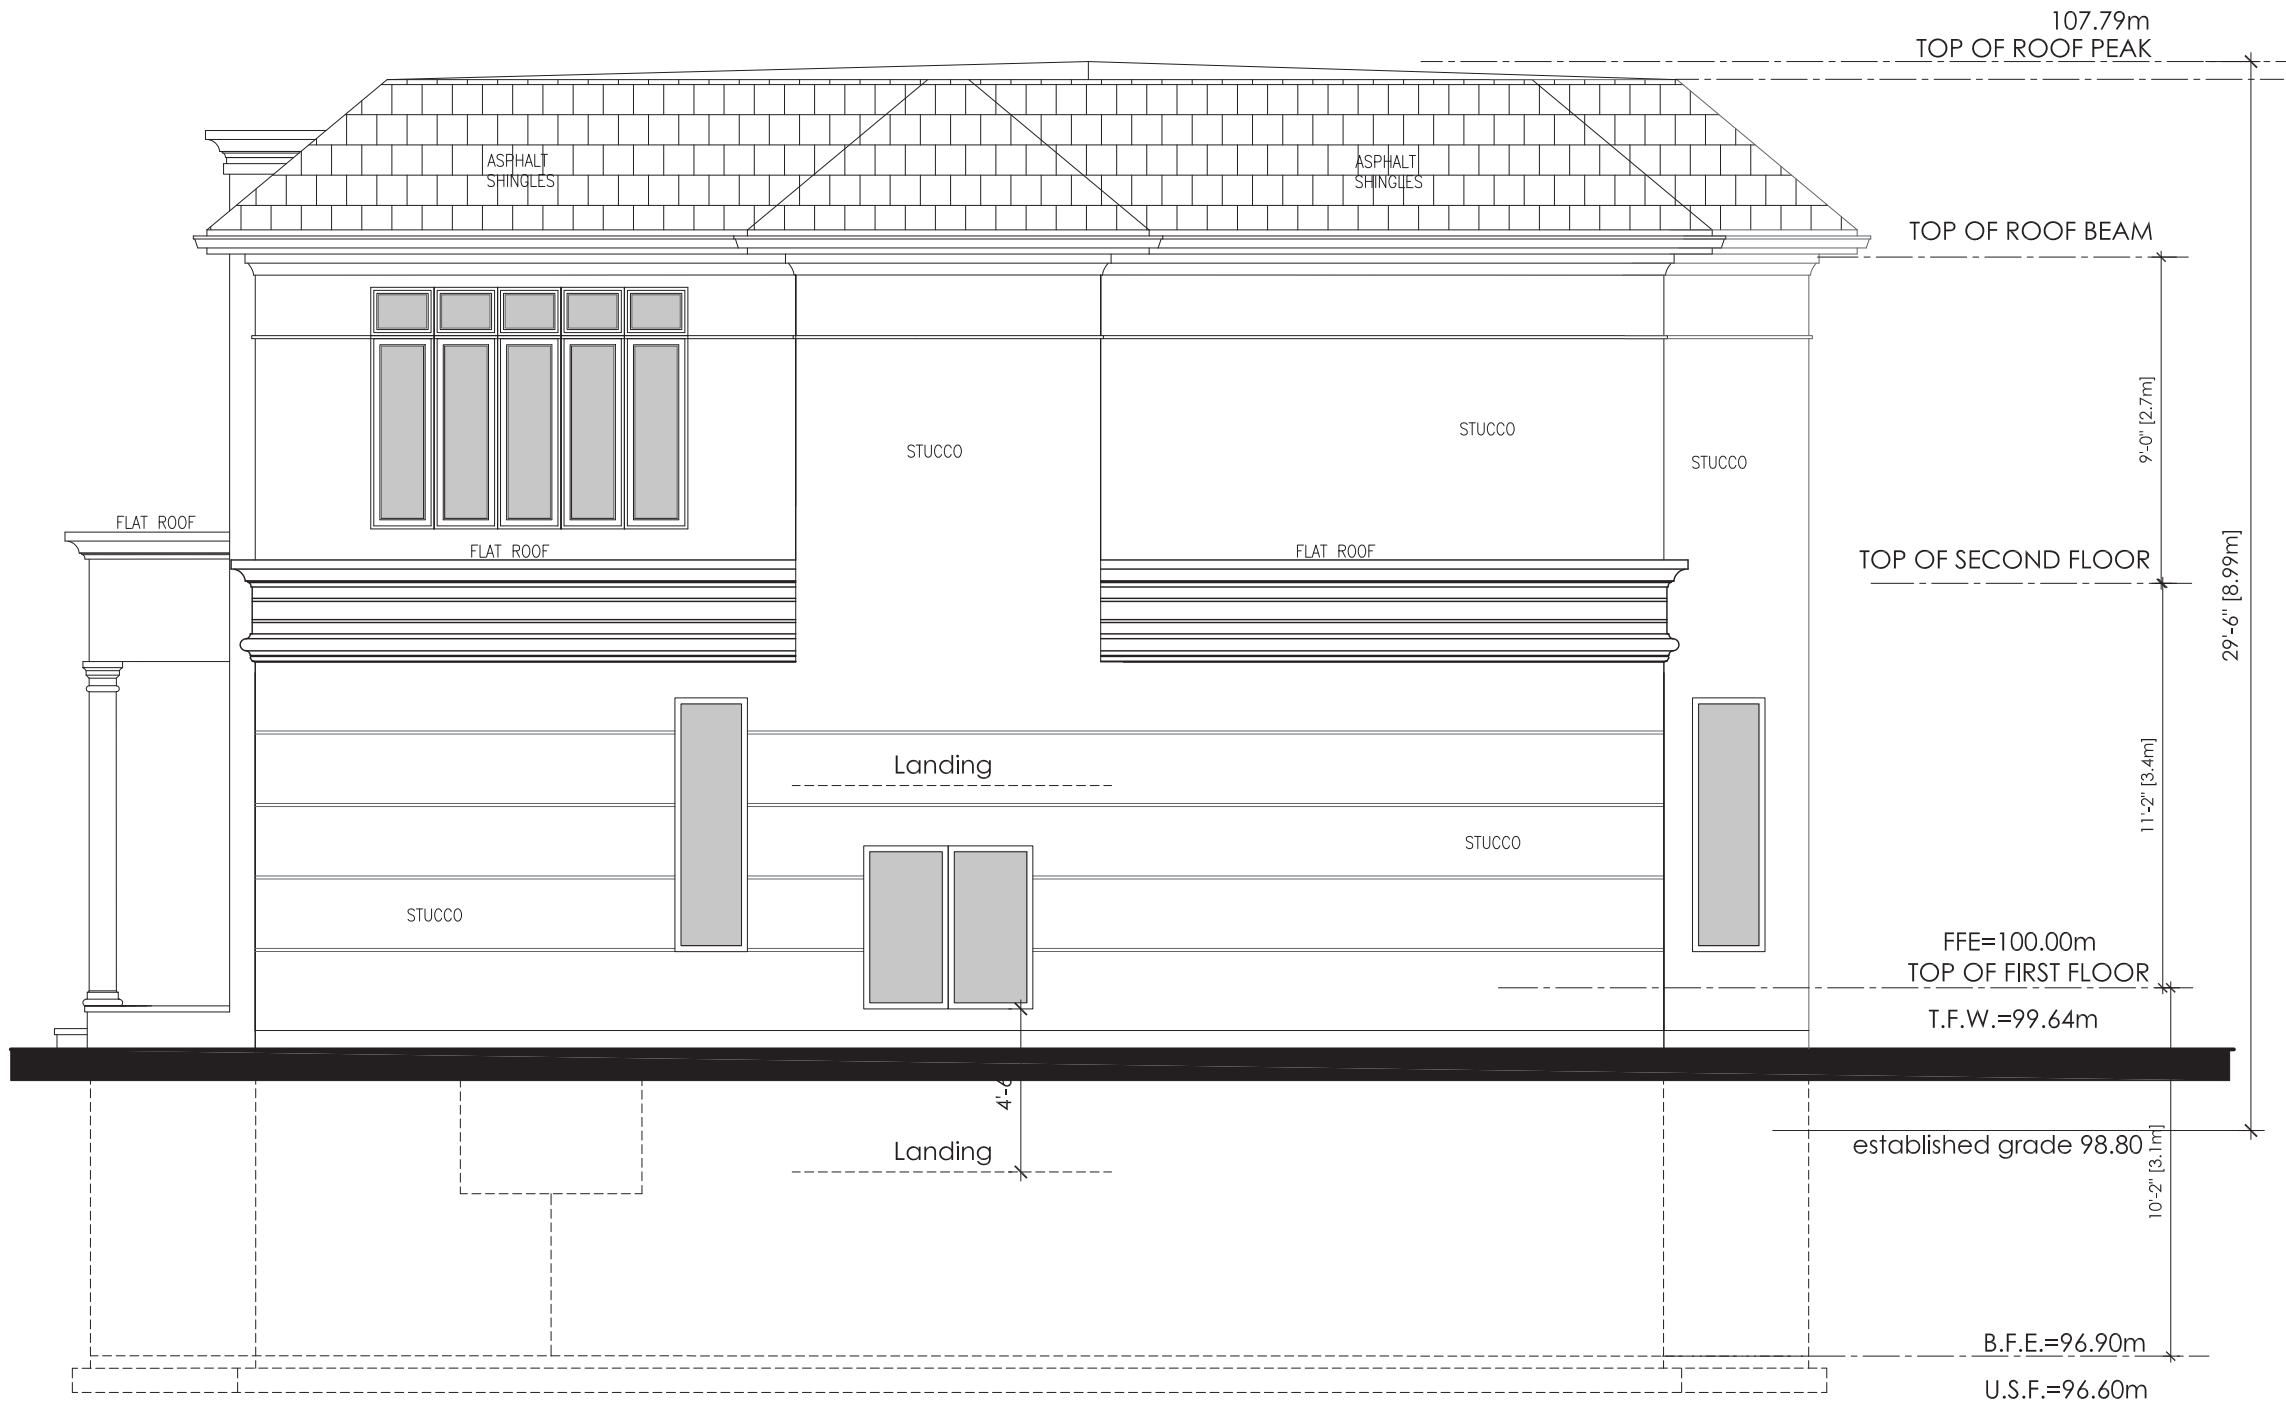 107.79m
TOP OF ROOF PEAK
ASPHALT
SHINGLES
ASPHALT
SHINGLES
TOP OF ROOF BEAM
9'-0" [2.7m]
STUCCO
STUCCO
STUCCO
FLAT ROOF
FLAT ROOF
FLAT ROOF
TOP OF SECOND FLOOR
29'-6" [8.99m]
Landing
11'-2" [3.4m]
STUCCO
STUCCO
FFE=100.00m
TOP OF FIRST FLOOR
T.F.W.=99.64m
4'-6
Landing
established grade 98.80
10'-2" [3.1m]
B.F.E.=96.90m
U.S.F.=96.60m